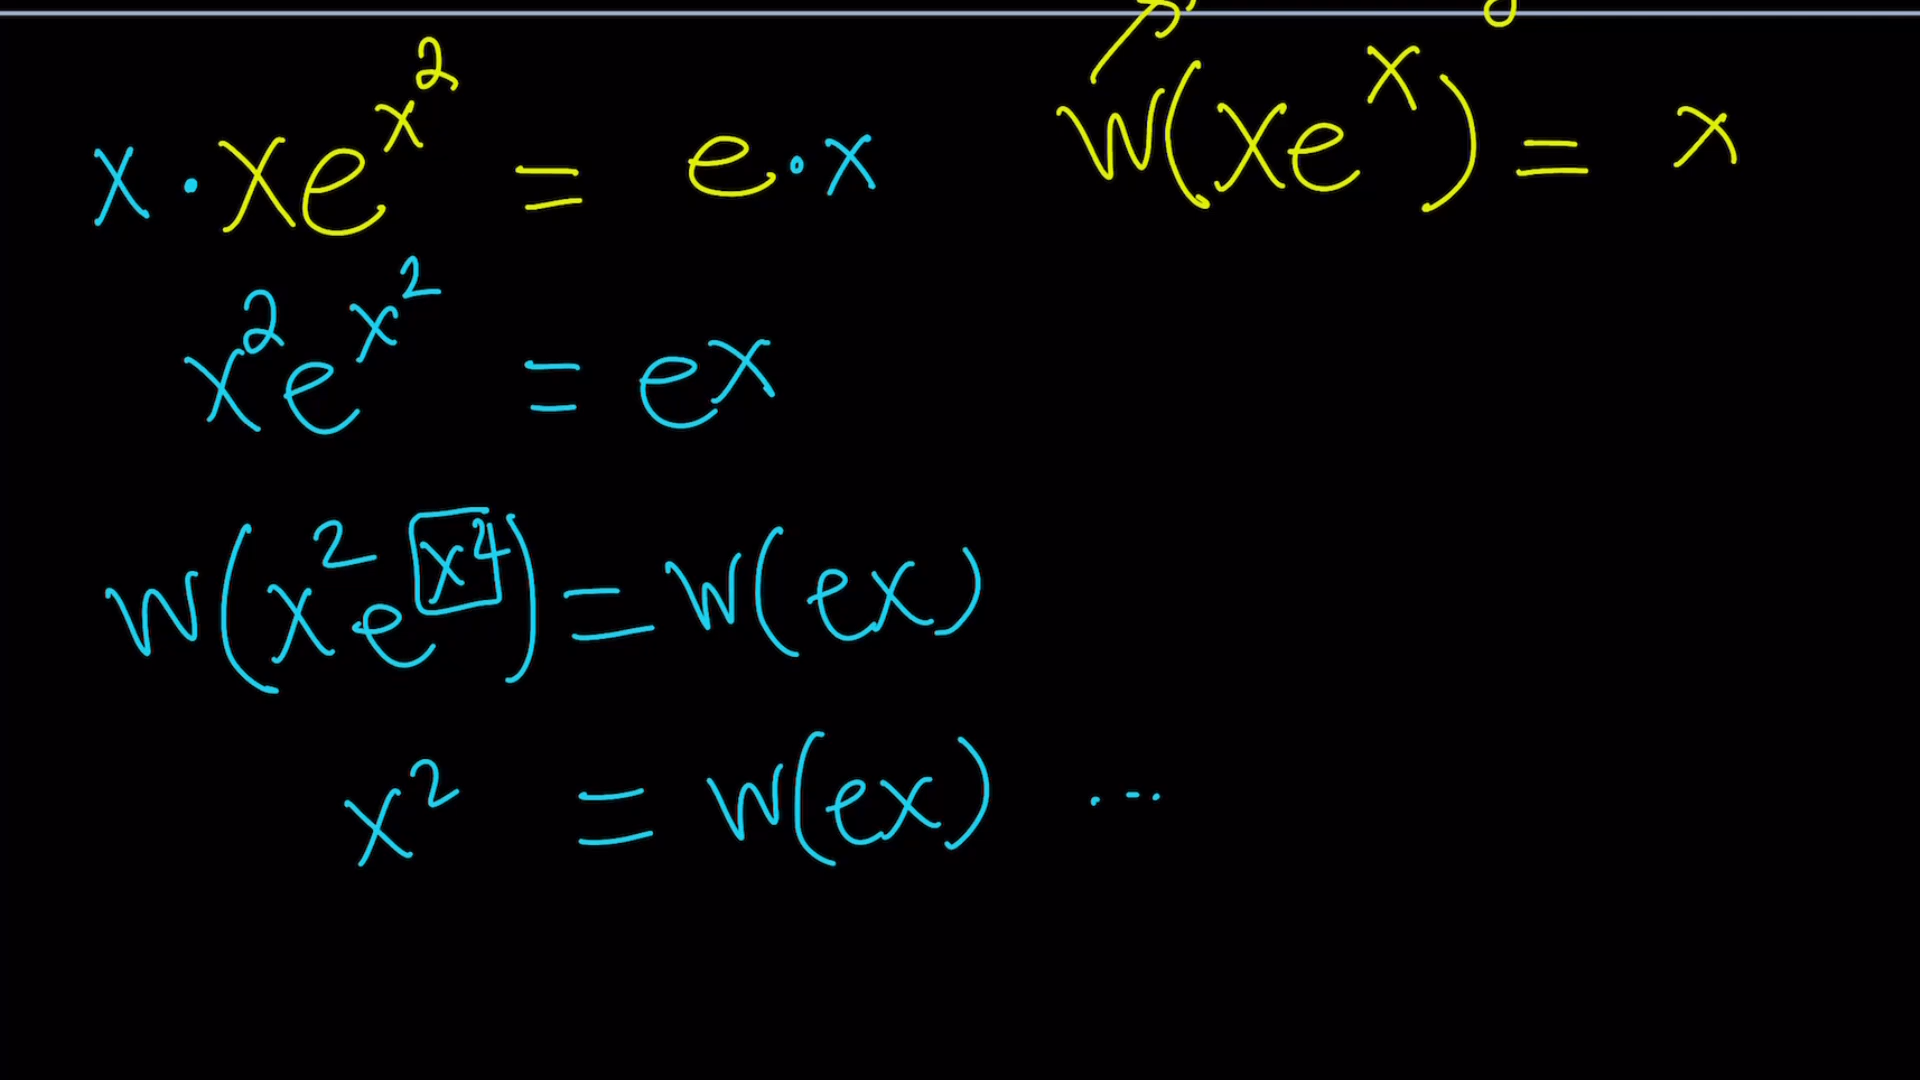 x · xe^x^2 = e · x
W(xe^x) = x
x^2 e^x^2 = ex
W(x^2 e^x^4) = W(ex)
x^2 = W(ex) ...